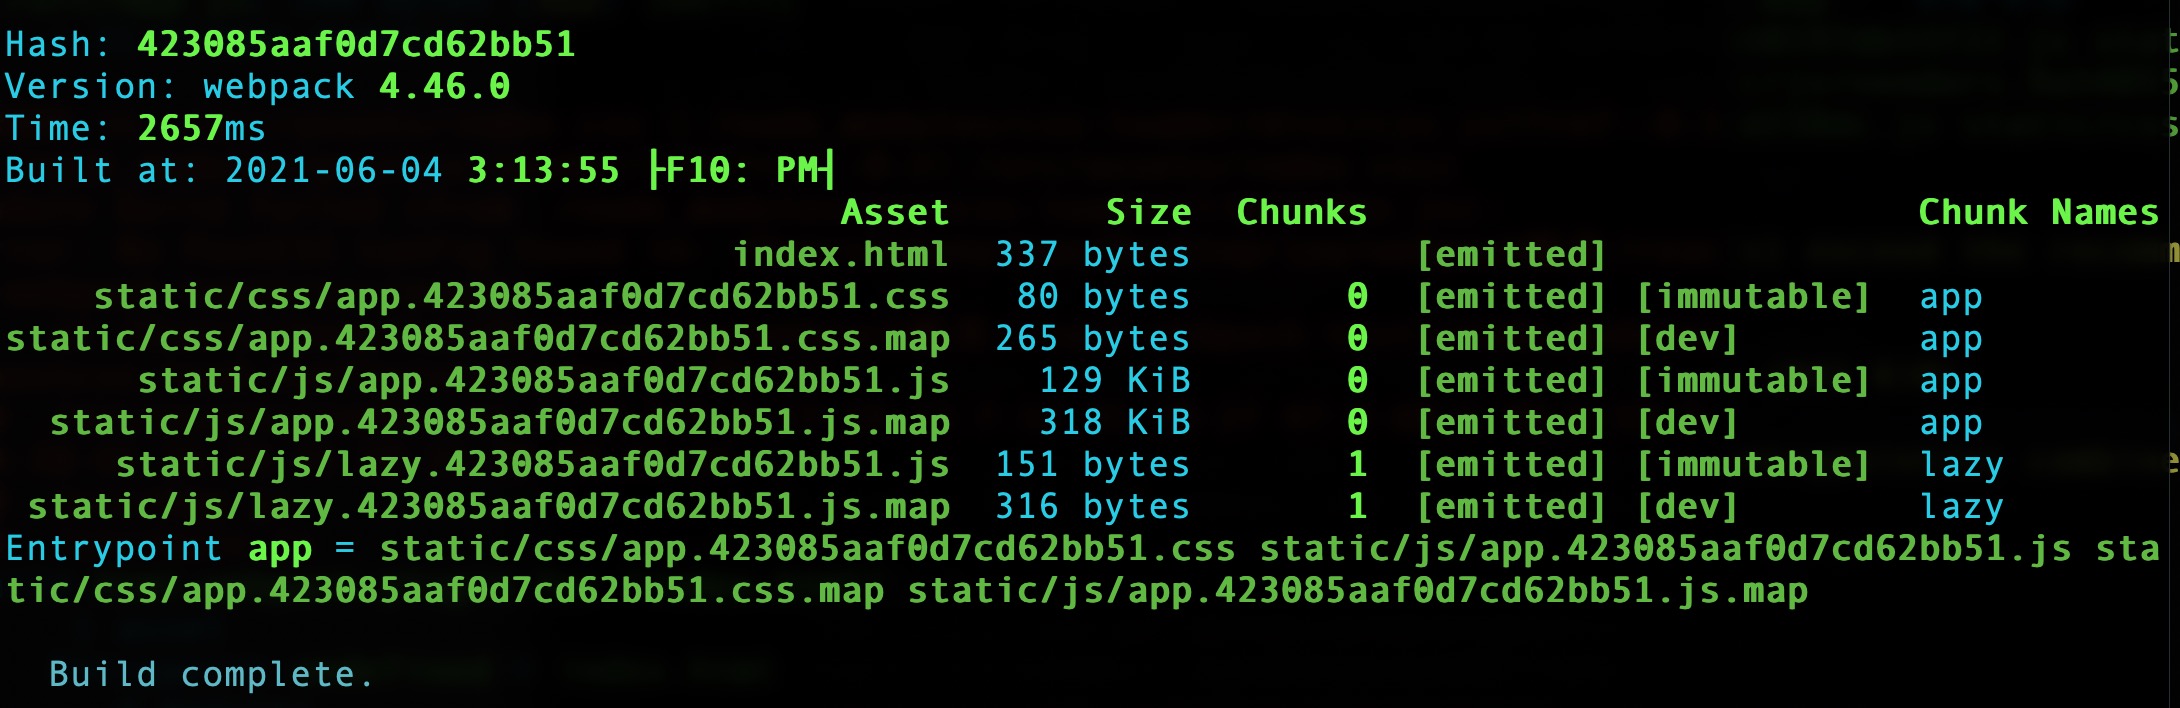 Hash: 423085aaf0d7cd62bb51
Version: webpack 4.46.0
Time: 2657ms
Built at: 2021-06-04 3:13:55 ├F10: PM┤
Asset Size Chunks Chunk Names
index.html 337 bytes [emitted]
static/css/app.423085aaf0d7cd62bb51.css 80 bytes 0 [emitted] [immutable] app
static/css/app.423085aaf0d7cd62bb51.css.map 265 bytes 0 [emitted] [dev] app
static/js/app.423085aaf0d7cd62bb51.js 129 KiB 0 [emitted] [immutable] app
static/js/app.423085aaf0d7cd62bb51.js.map 318 KiB 0 [emitted] [dev] app
static/js/lazy.423085aaf0d7cd62bb51.js 151 bytes 1 [emitted] [immutable] lazy
static/js/lazy.423085aaf0d7cd62bb51.js.map 316 bytes 1 [emitted] [dev] lazy
Entrypoint app = static/css/app.423085aaf0d7cd62bb51.css static/js/app.423085aaf0d7cd62bb51.js sta
tic/css/app.423085aaf0d7cd62bb51.css.map static/js/app.423085aaf0d7cd62bb51.js.map
Build complete.